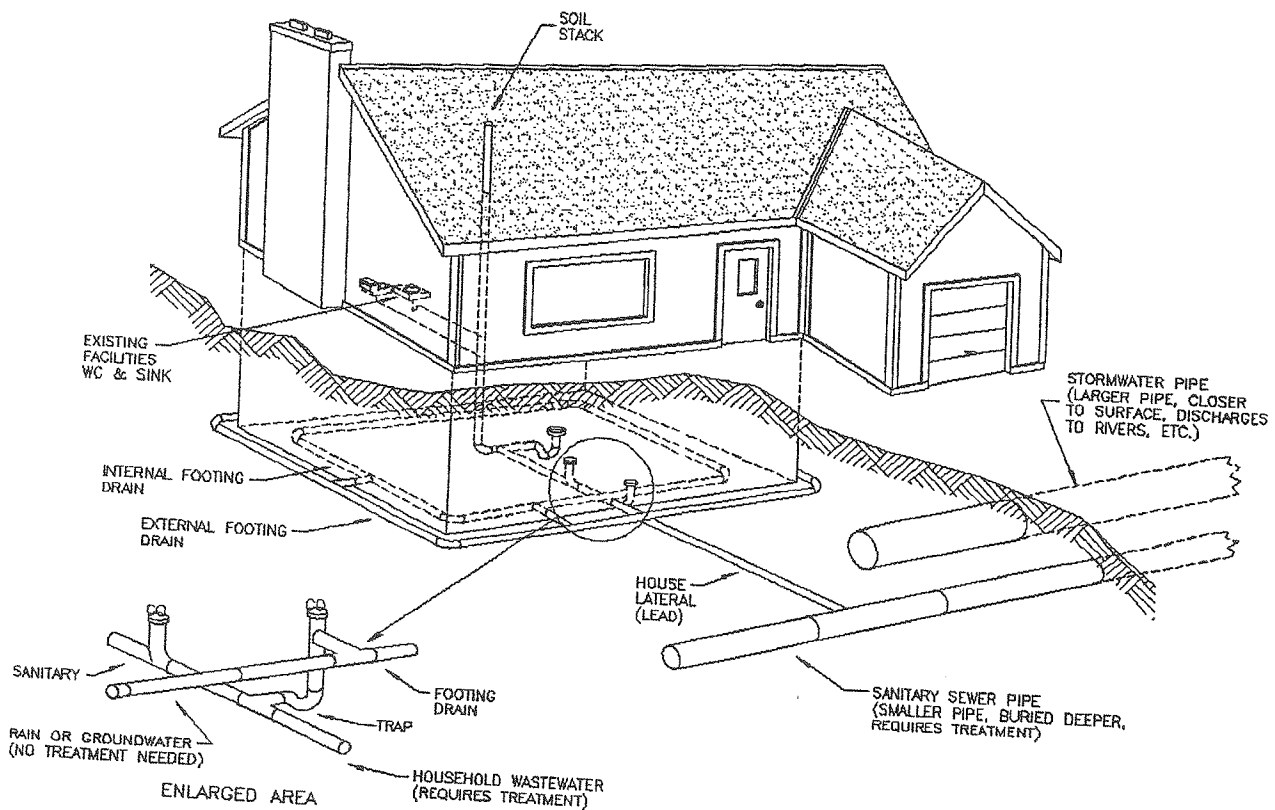 SOIL
STACK
EXISTING
FACILITIES
WC & SINK
STORMWATER PIPE
(LARGER PIPE, CLOSER
TO SURFACE, DISCHARGES
TO RIVERS, ETC.)
INTERNAL FOOTING
DRAIN
EXTERNAL FOOTING
DRAIN
HOUSE
LATERAL
(LEAD)
SANITARY
FOOTING
DRAIN
TRAP
SANITARY SEWER PIPE
(SMALLER PIPE, BURIED DEEPER,
REQUIRES TREATMENT)
RAIN OR GROUNDWATER
(NO TREATMENT NEEDED)
HOUSEHOLD WASTEWATER
(REQUIRES TREATMENT)
ENLARGED AREA